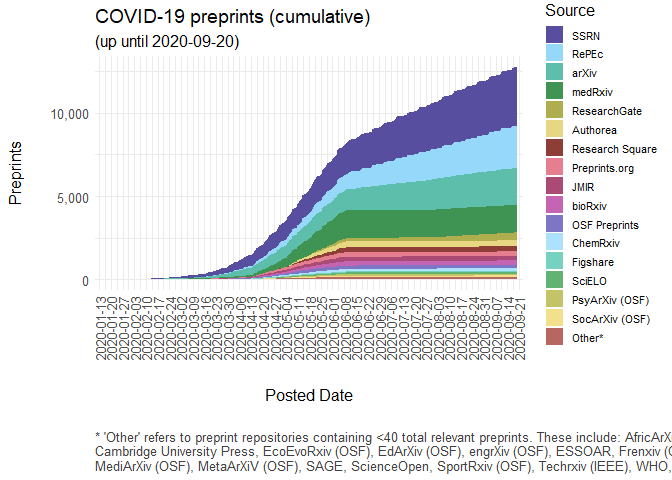 COVID-19 preprints (cumulative)
(up until 2020-09-20)
Source
SSRN
RePEc
arXiv
medRxiv
ResearchGate
Authorea
Research Square
Preprints.org
JMIR
bioRxiv
OSF Preprints
ChemRxiv
Figshare
SciELO
PsyArXiv (OSF)
SocArXiv (OSF)
Other*
Preprints
10,000
5,000
0
2020-01-13
2020-01-20
2020-01-27
2020-02-03
2020-02-10
2020-02-17
2020-02-24
2020-03-02
2020-03-09
2020-03-16
2020-03-23
2020-03-30
2020-04-06
2020-04-13
2020-04-20
2020-04-27
2020-05-04
2020-05-11
2020-05-18
2020-05-25
2020-06-01
2020-06-08
2020-06-15
2020-06-22
2020-06-29
2020-07-06
2020-07-13
2020-07-20
2020-07-27
2020-08-03
2020-08-10
2020-08-17
2020-08-24
2020-08-31
2020-09-07
2020-09-14
2020-09-21
Posted Date
* 'Other' refers to preprint repositories containing <40 total relevant preprints. These include: AfricArX
Cambridge University Press, EcoEvoRxiv (OSF), EdArXiv (OSF), engrXiv (OSF), ESSOAR, Frenxiv (O
MediArXiv (OSF), MetaArXiV (OSF), SAGE, ScienceOpen, SportRxiv (OSF), Techrxiv (IEEE), WHO,